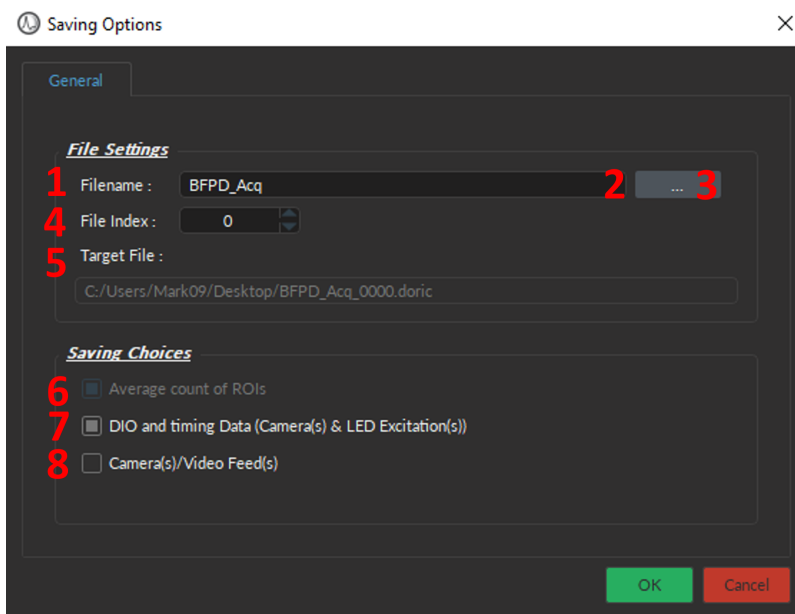 Saving Options
General
File Settings
1 Filename : BFPD_Acq 2 ... 3
4 File Index : 0
5 Target File :
C:/Users/Mark09/Desktop/BFPD_Acq_0000.doric
Saving Choices
6 Average count of ROIs
7 DIO and timing Data (Camera(s) & LED Excitation(s))
8 Camera(s)/Video Feed(s)
OK Cancel